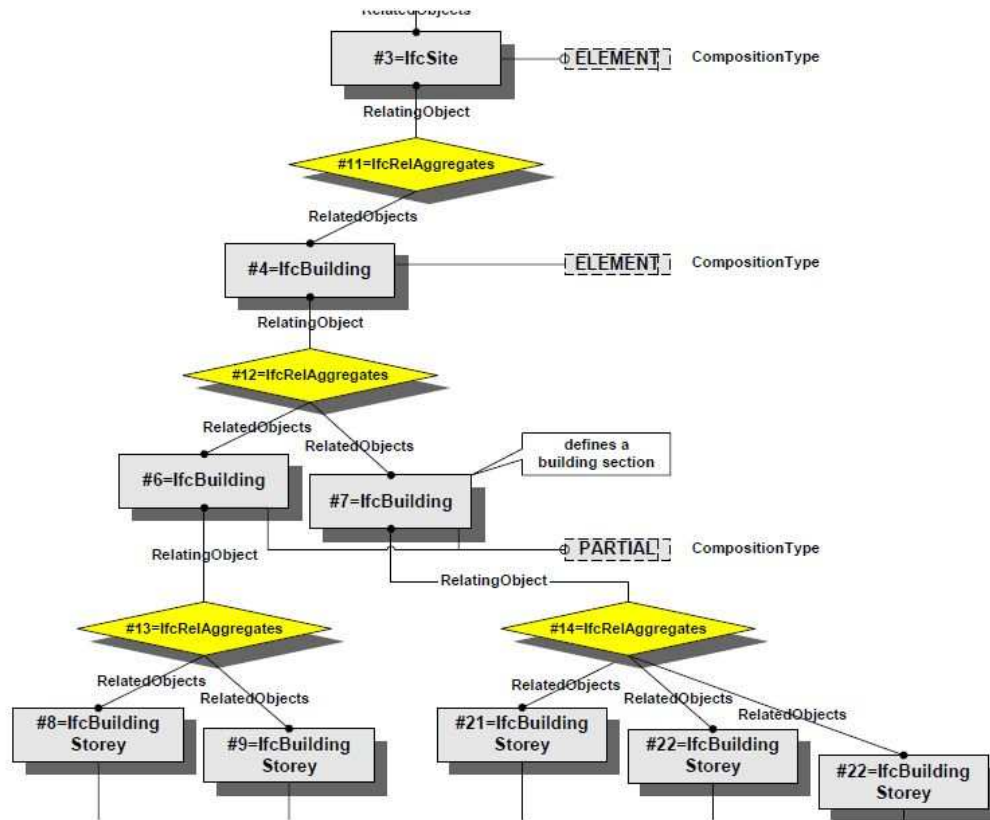 RelatedObjects
#3=IfcSite
ELEMENT CompositionType
RelatingObject
#11=IfcRelAggregates
RelatedObjects
#4=IfcBuilding
ELEMENT CompositionType
RelatingObject
#12=IfcRelAggregates
RelatedObjects
RelatedObjects
defines a
building section
#6=IfcBuilding
#7=IfcBuilding
PARTIAL CompositionType
RelatingObject
RelatingObject
#13=IfcRelAggregates
#14=IfcRelAggregates
RelatedObjects
RelatedObjects
RelatedObjects
RelatedObjects
RelatedObjects
#8=IfcBuilding
Storey
#9=IfcBuilding
Storey
#21=IfcBuilding
Storey
#22=IfcBuilding
Storey
#22=IfcBuilding
Storey